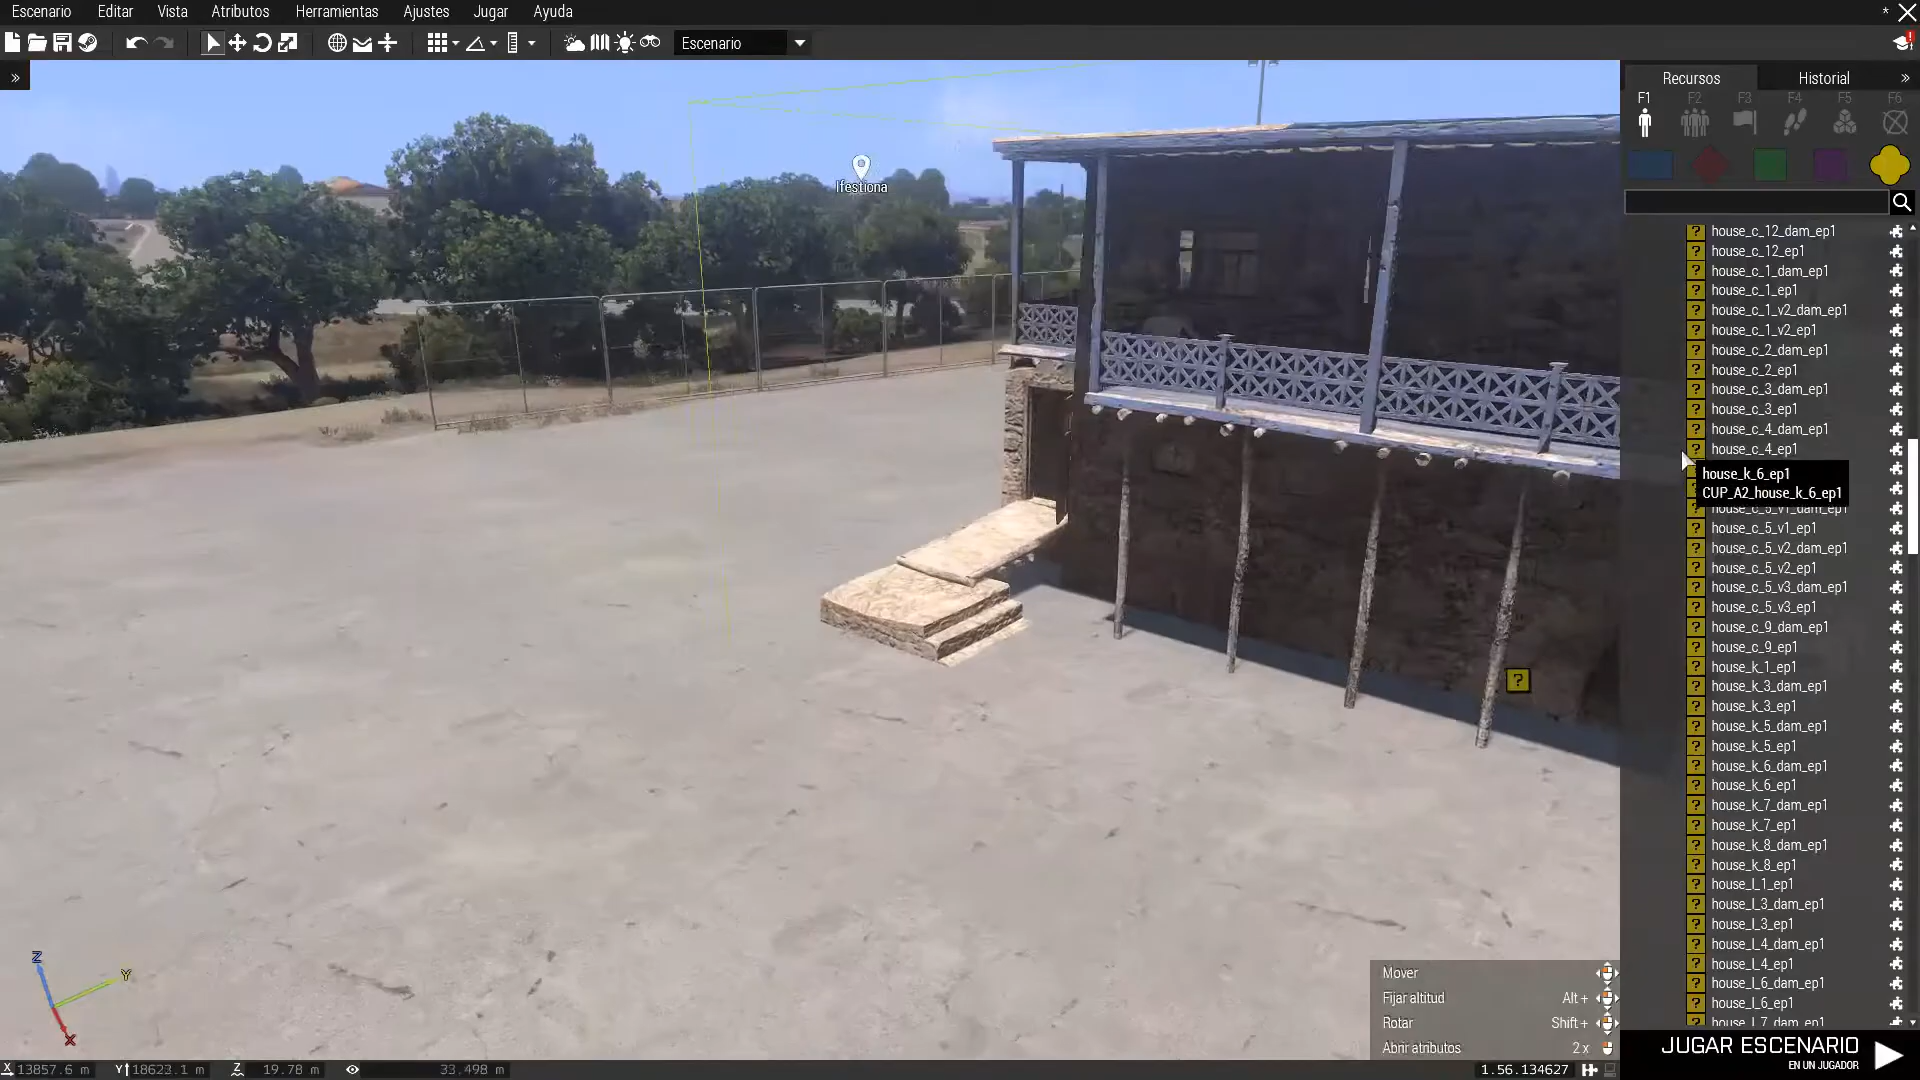 Escenario Editar Vista Atributos Herramientas Ajustes Jugar Ayuda
Escenario
Recursos Historial
F1 F2 F3 F4 F5 F6
Ifestiona
house_c_12_dam_ep1
house_c_12_ep1
house_c_1_dam_ep1
house_c_1_ep1
house_c_1_v2_dam_ep1
house_c_1_v2_ep1
house_c_2_dam_ep1
house_c_2_ep1
house_c_3_dam_ep1
house_c_3_ep1
house_c_4_dam_ep1
house_c_4_ep1
house_k_6_ep1
CUP_A2_house_k_6_ep1
house_c_5_v1_dam_ep1
house_c_5_v1_ep1
house_c_5_v2_dam_ep1
house_c_5_v2_ep1
house_c_5_v3_dam_ep1
house_c_5_v3_ep1
house_c_9_dam_ep1
house_c_9_ep1
house_k_1_ep1
house_k_3_dam_ep1
house_k_3_ep1
house_k_5_dam_ep1
house_k_5_ep1
house_k_6_dam_ep1
house_k_6_ep1
house_k_7_dam_ep1
house_k_7_ep1
house_k_8_dam_ep1
house_k_8_ep1
house_l_1_ep1
house_l_3_dam_ep1
house_l_3_ep1
house_l_4_dam_ep1
house_l_4_ep1
house_l_6_dam_ep1
house_l_6_ep1
house_l_7_dam_ep1
Z
Y
X
Mover
Fijar altitud Alt +
Rotar Shift +
Abrir atributos 2 x
X 13857.6 m Y 18623.1 m Z 19.78 m 33.498 m 1.56.134627
JUGAR ESCENARIO
EN UN JUGADOR